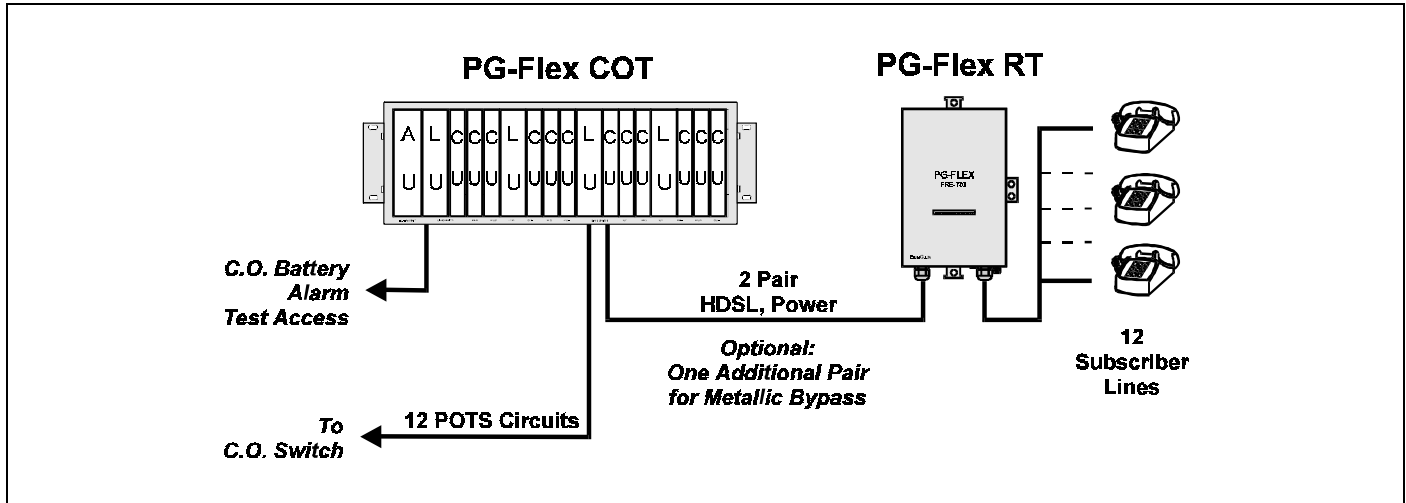 PG-Flex COT
PG-Flex RT
A L C C C L C C C L C C C L C C C
U U U U U U U U U U U U U U U U U
PG-FLEX
C.O. Battery
Alarm
Test Access
2 Pair
HDSL, Power
Optional:
One Additional Pair
for Metallic Bypass
12
Subscriber
Lines
12 POTS Circuits
To
C.O. Switch